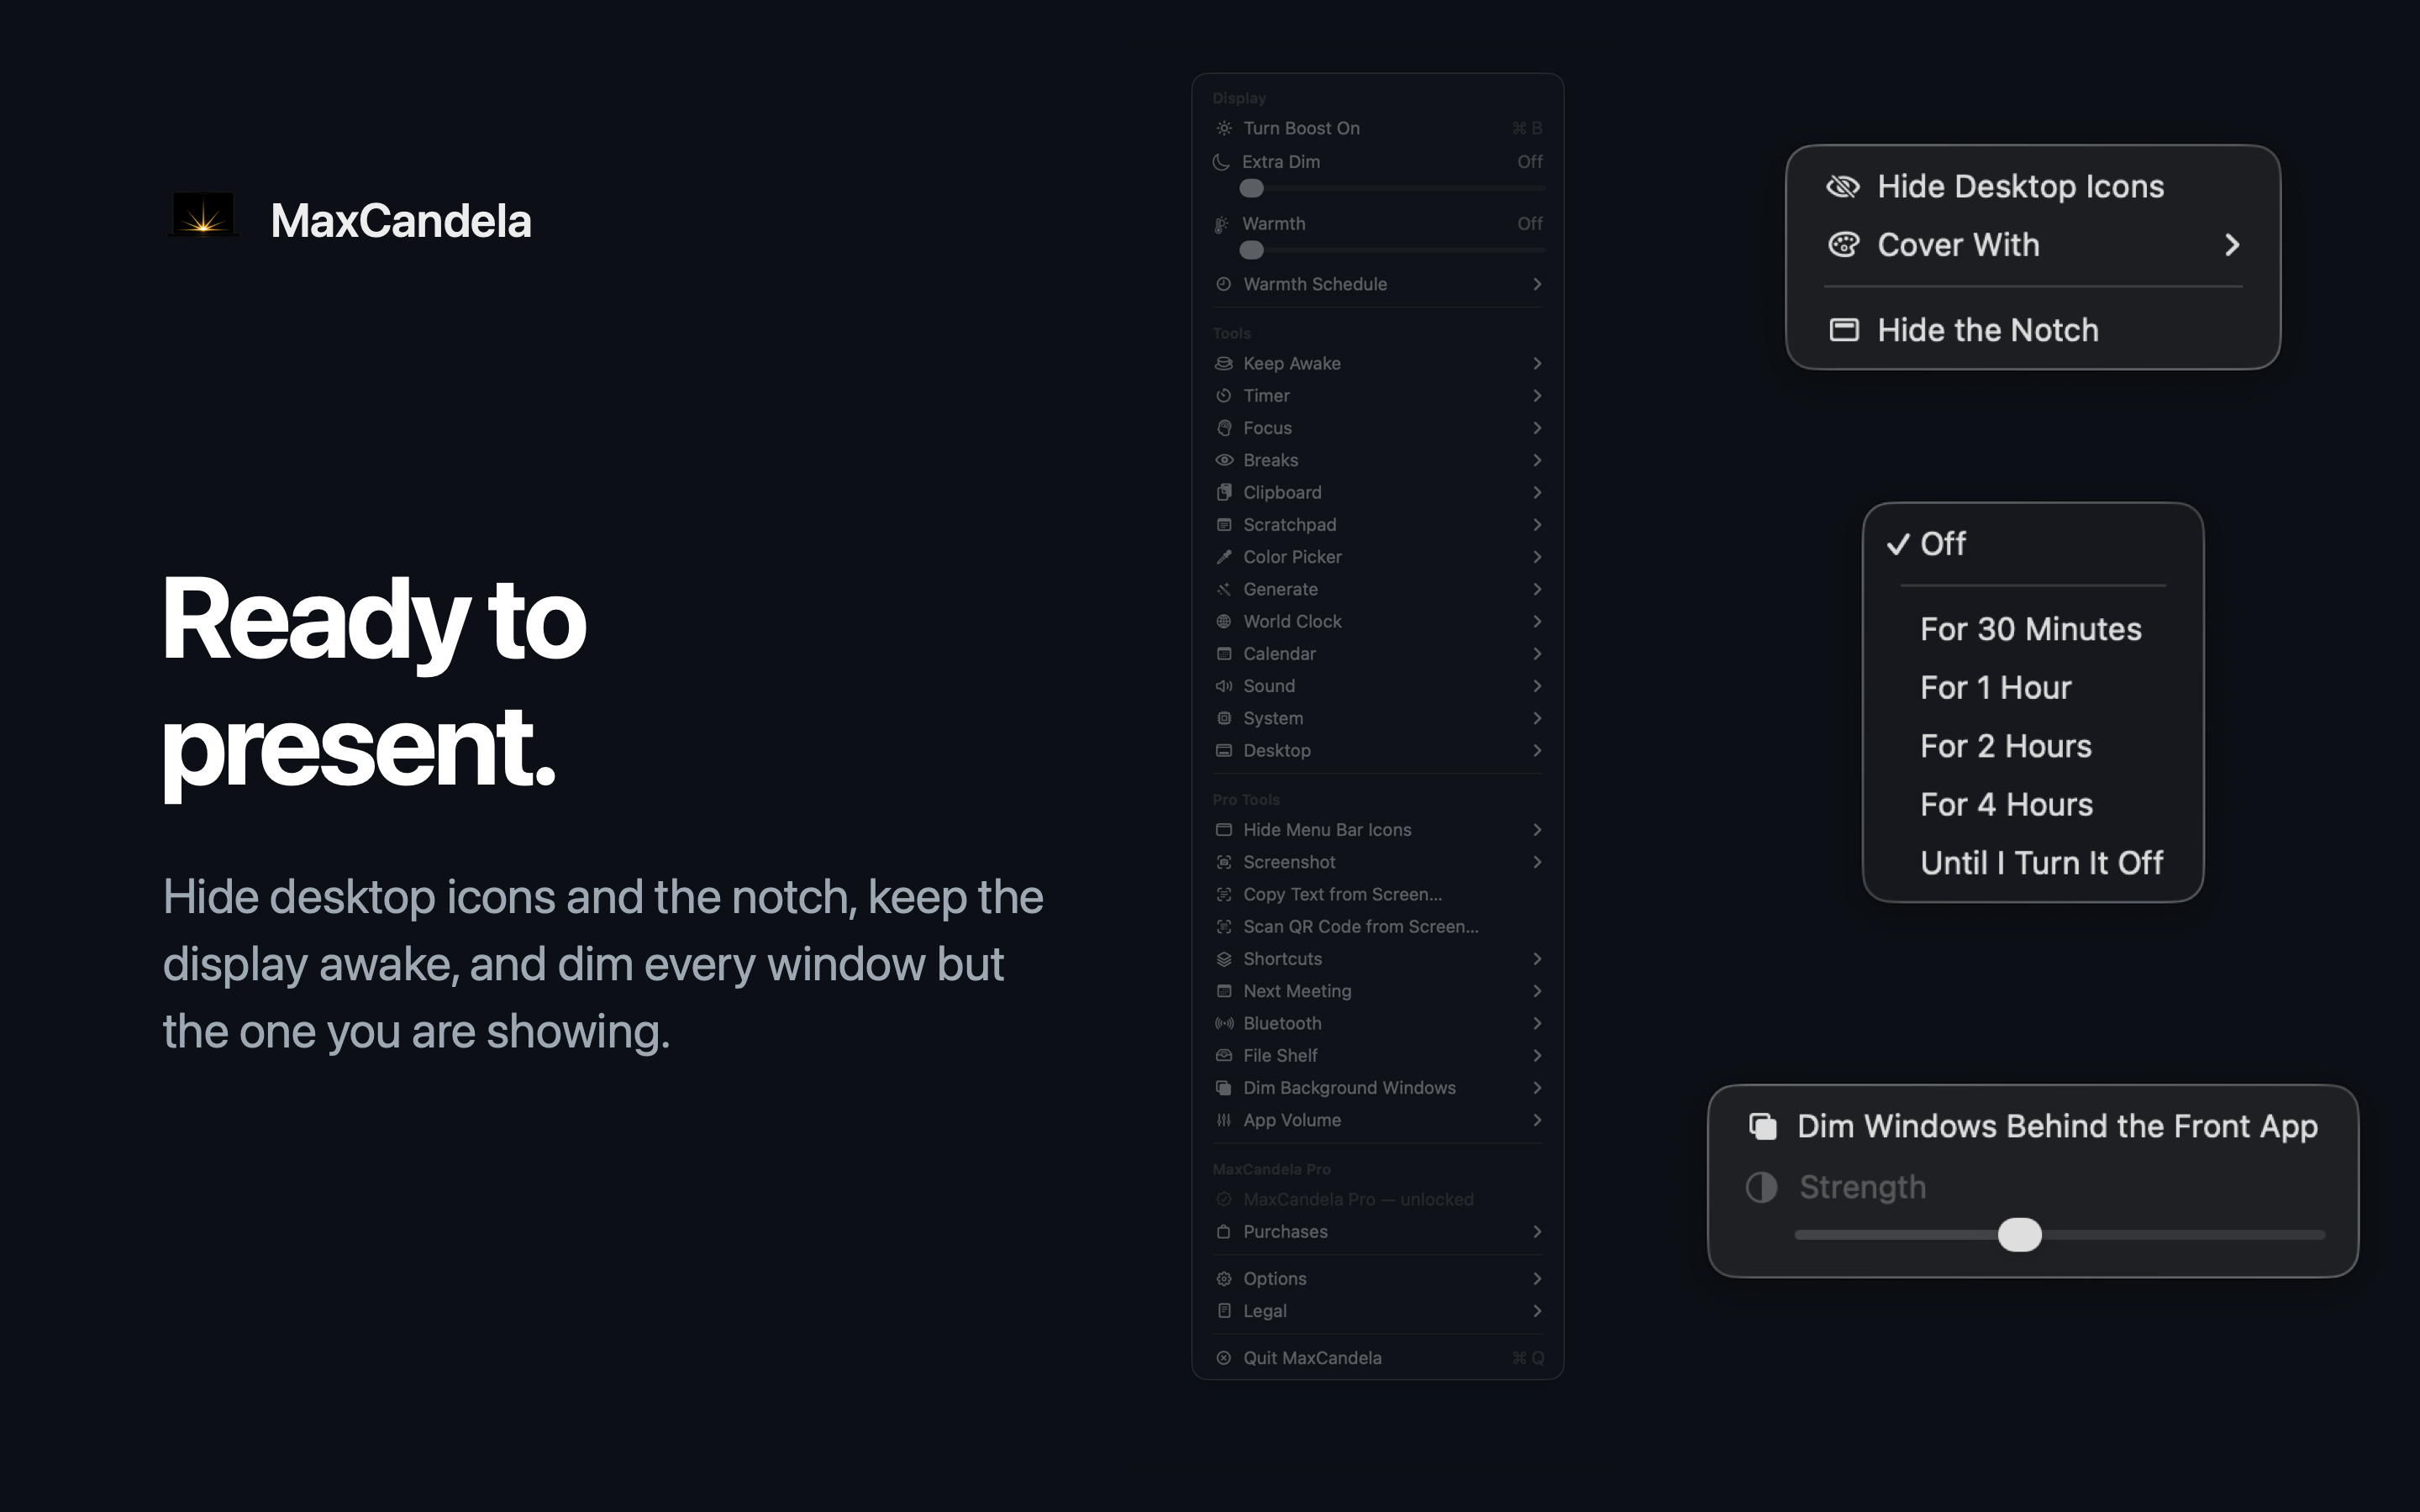 MaxCandela
Ready to
present.
Hide desktop icons and the notch, keep the
display awake, and dim every window but
the one you are showing.
Display
Turn Boost On ⌘ B
Extra Dim Off
Warmth Off
Warmth Schedule
Tools
Keep Awake
Timer
Focus
Breaks
Clipboard
Scratchpad
Color Picker
Generate
World Clock
Calendar
Sound
System
Desktop
Pro Tools
Hide Menu Bar Icons
Screenshot
Copy Text from Screen...
Scan QR Code from Screen...
Shortcuts
Next Meeting
Bluetooth
File Shelf
Dim Background Windows
App Volume
MaxCandela Pro
MaxCandela Pro — unlocked
Purchases
Options
Legal
Quit MaxCandela ⌘ Q
Hide Desktop Icons
Cover With
Hide the Notch
Off
For 30 Minutes
For 1 Hour
For 2 Hours
For 4 Hours
Until I Turn It Off
Dim Windows Behind the Front App
Strength